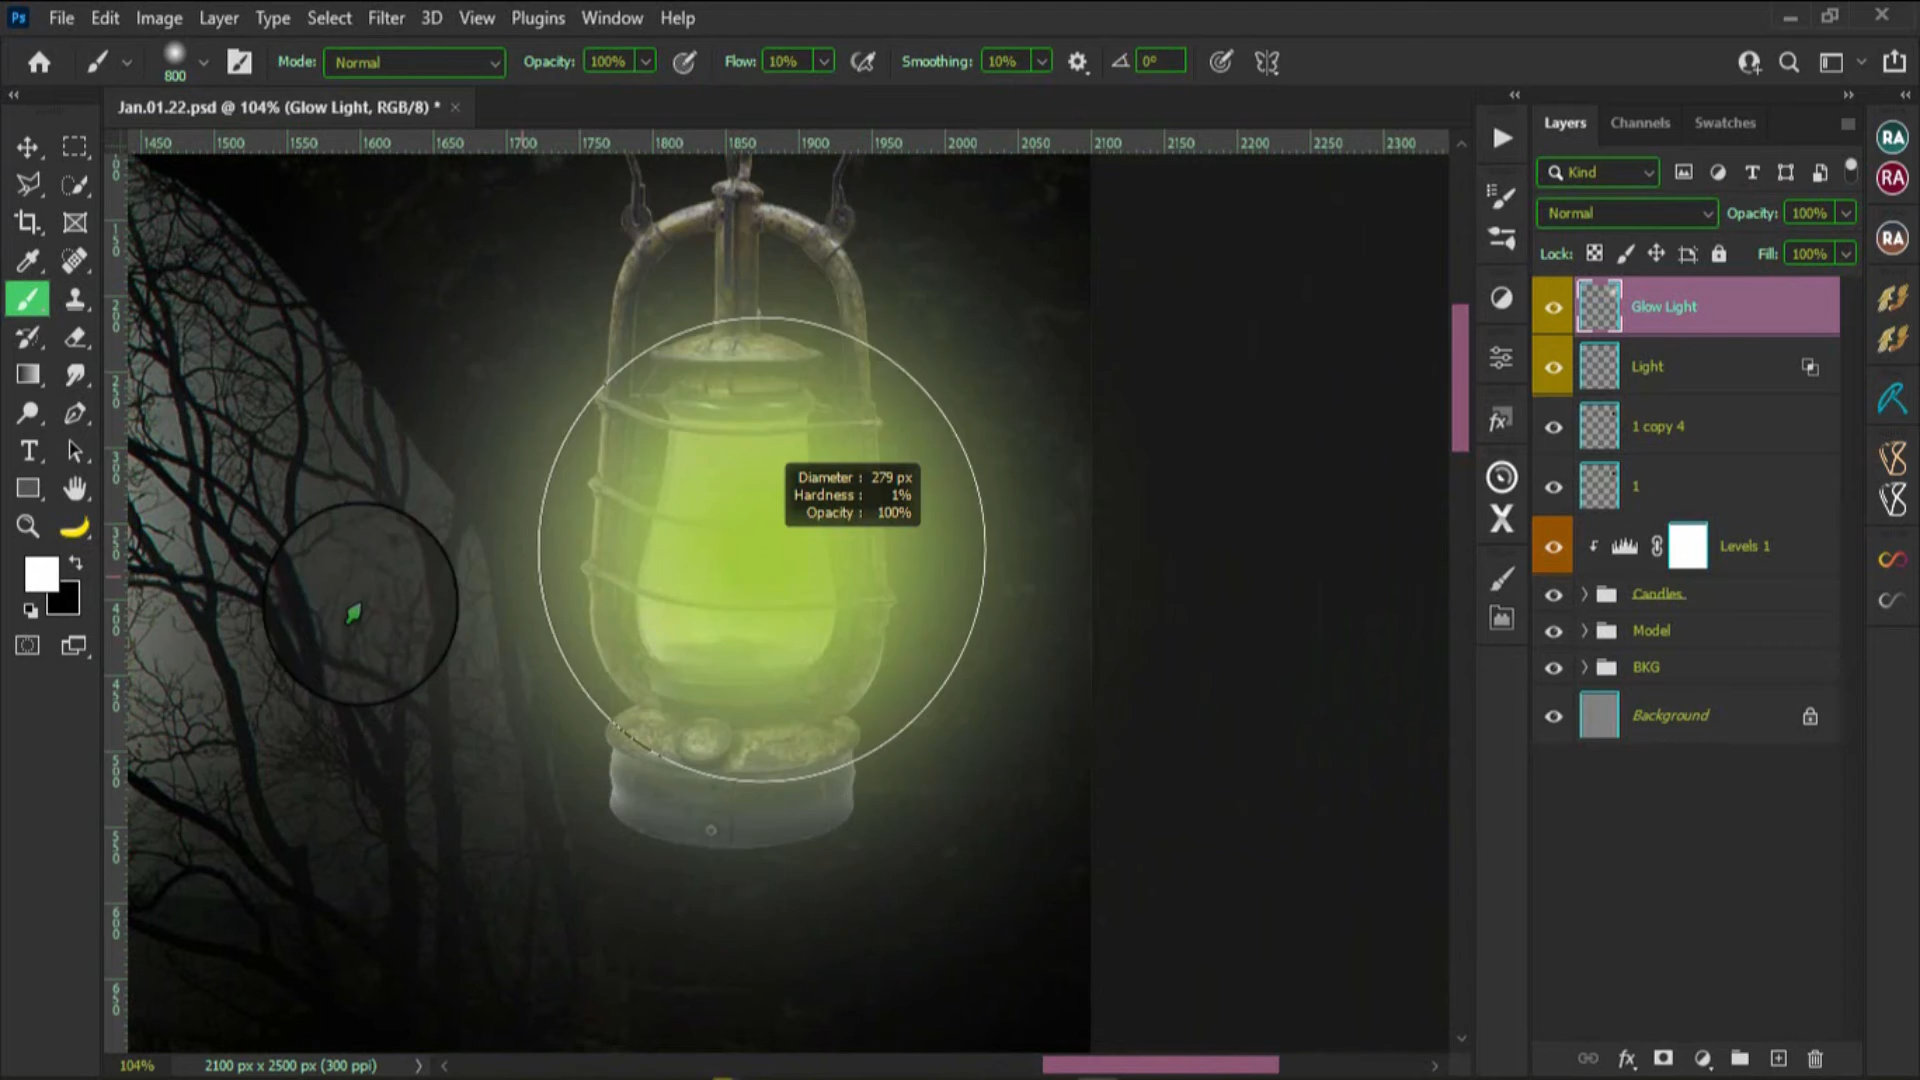 Ps File Edit Image Layer Type Select Filter 3D View Plugins Window Help
800 Mode: Normal Opacity: 100% Flow: 10% Smoothing: 10% 0°
Jan.01.22.psd @ 104% (Glow Light, RGB/8) *
1450 1500 1550 1600 1650 1700 1750 1800 1850 1900 1950 2000 2050 2100 2150 2200 2250 2300
Diameter : 279 px
Hardness : 1%
Opacity : 100%
Layers Channels Swatches
Kind
Normal Opacity: 100%
Lock: Fill: 100%
Glow Light
Light
1 copy 4
1
Levels 1
Candles
Model
BKG
Background
RA
RA
RA
104% 2100 px x 2500 px (300 ppi)